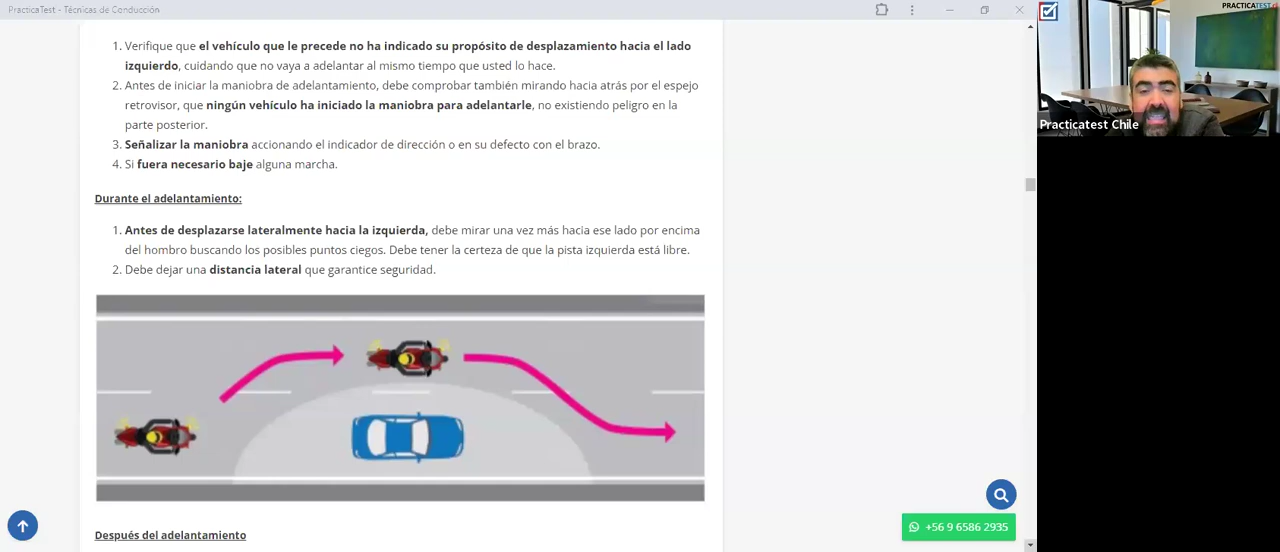 PracticaTest - Técnicas de Conducción
PRACTICATEST
1. Verifique que el vehículo que le precede no ha indicado su propósito de desplazamiento hacia el lado
izquierdo, cuidando que no vaya a adelantar al mismo tiempo que usted lo hace.
2. Antes de iniciar la maniobra de adelantamiento, debe comprobar también mirando hacia atrás por el espejo
retrovisor, que ningún vehículo ha iniciado la maniobra para adelantarle, no existiendo peligro en la
parte posterior.
3. Señalizar la maniobra accionando el indicador de dirección o en su defecto con el brazo.
4. Si fuera necesario baje alguna marcha.
Practicatest Chile
Durante el adelantamiento:
1. Antes de desplazarse lateralmente hacia la izquierda, debe mirar una vez más hacia ese lado por encima
del hombro buscando los posibles puntos ciegos. Debe tener la certeza de que la pista izquierda está libre.
2. Debe dejar una distancia lateral que garantice seguridad.
+56 9 6586 2935
Después del adelantamiento